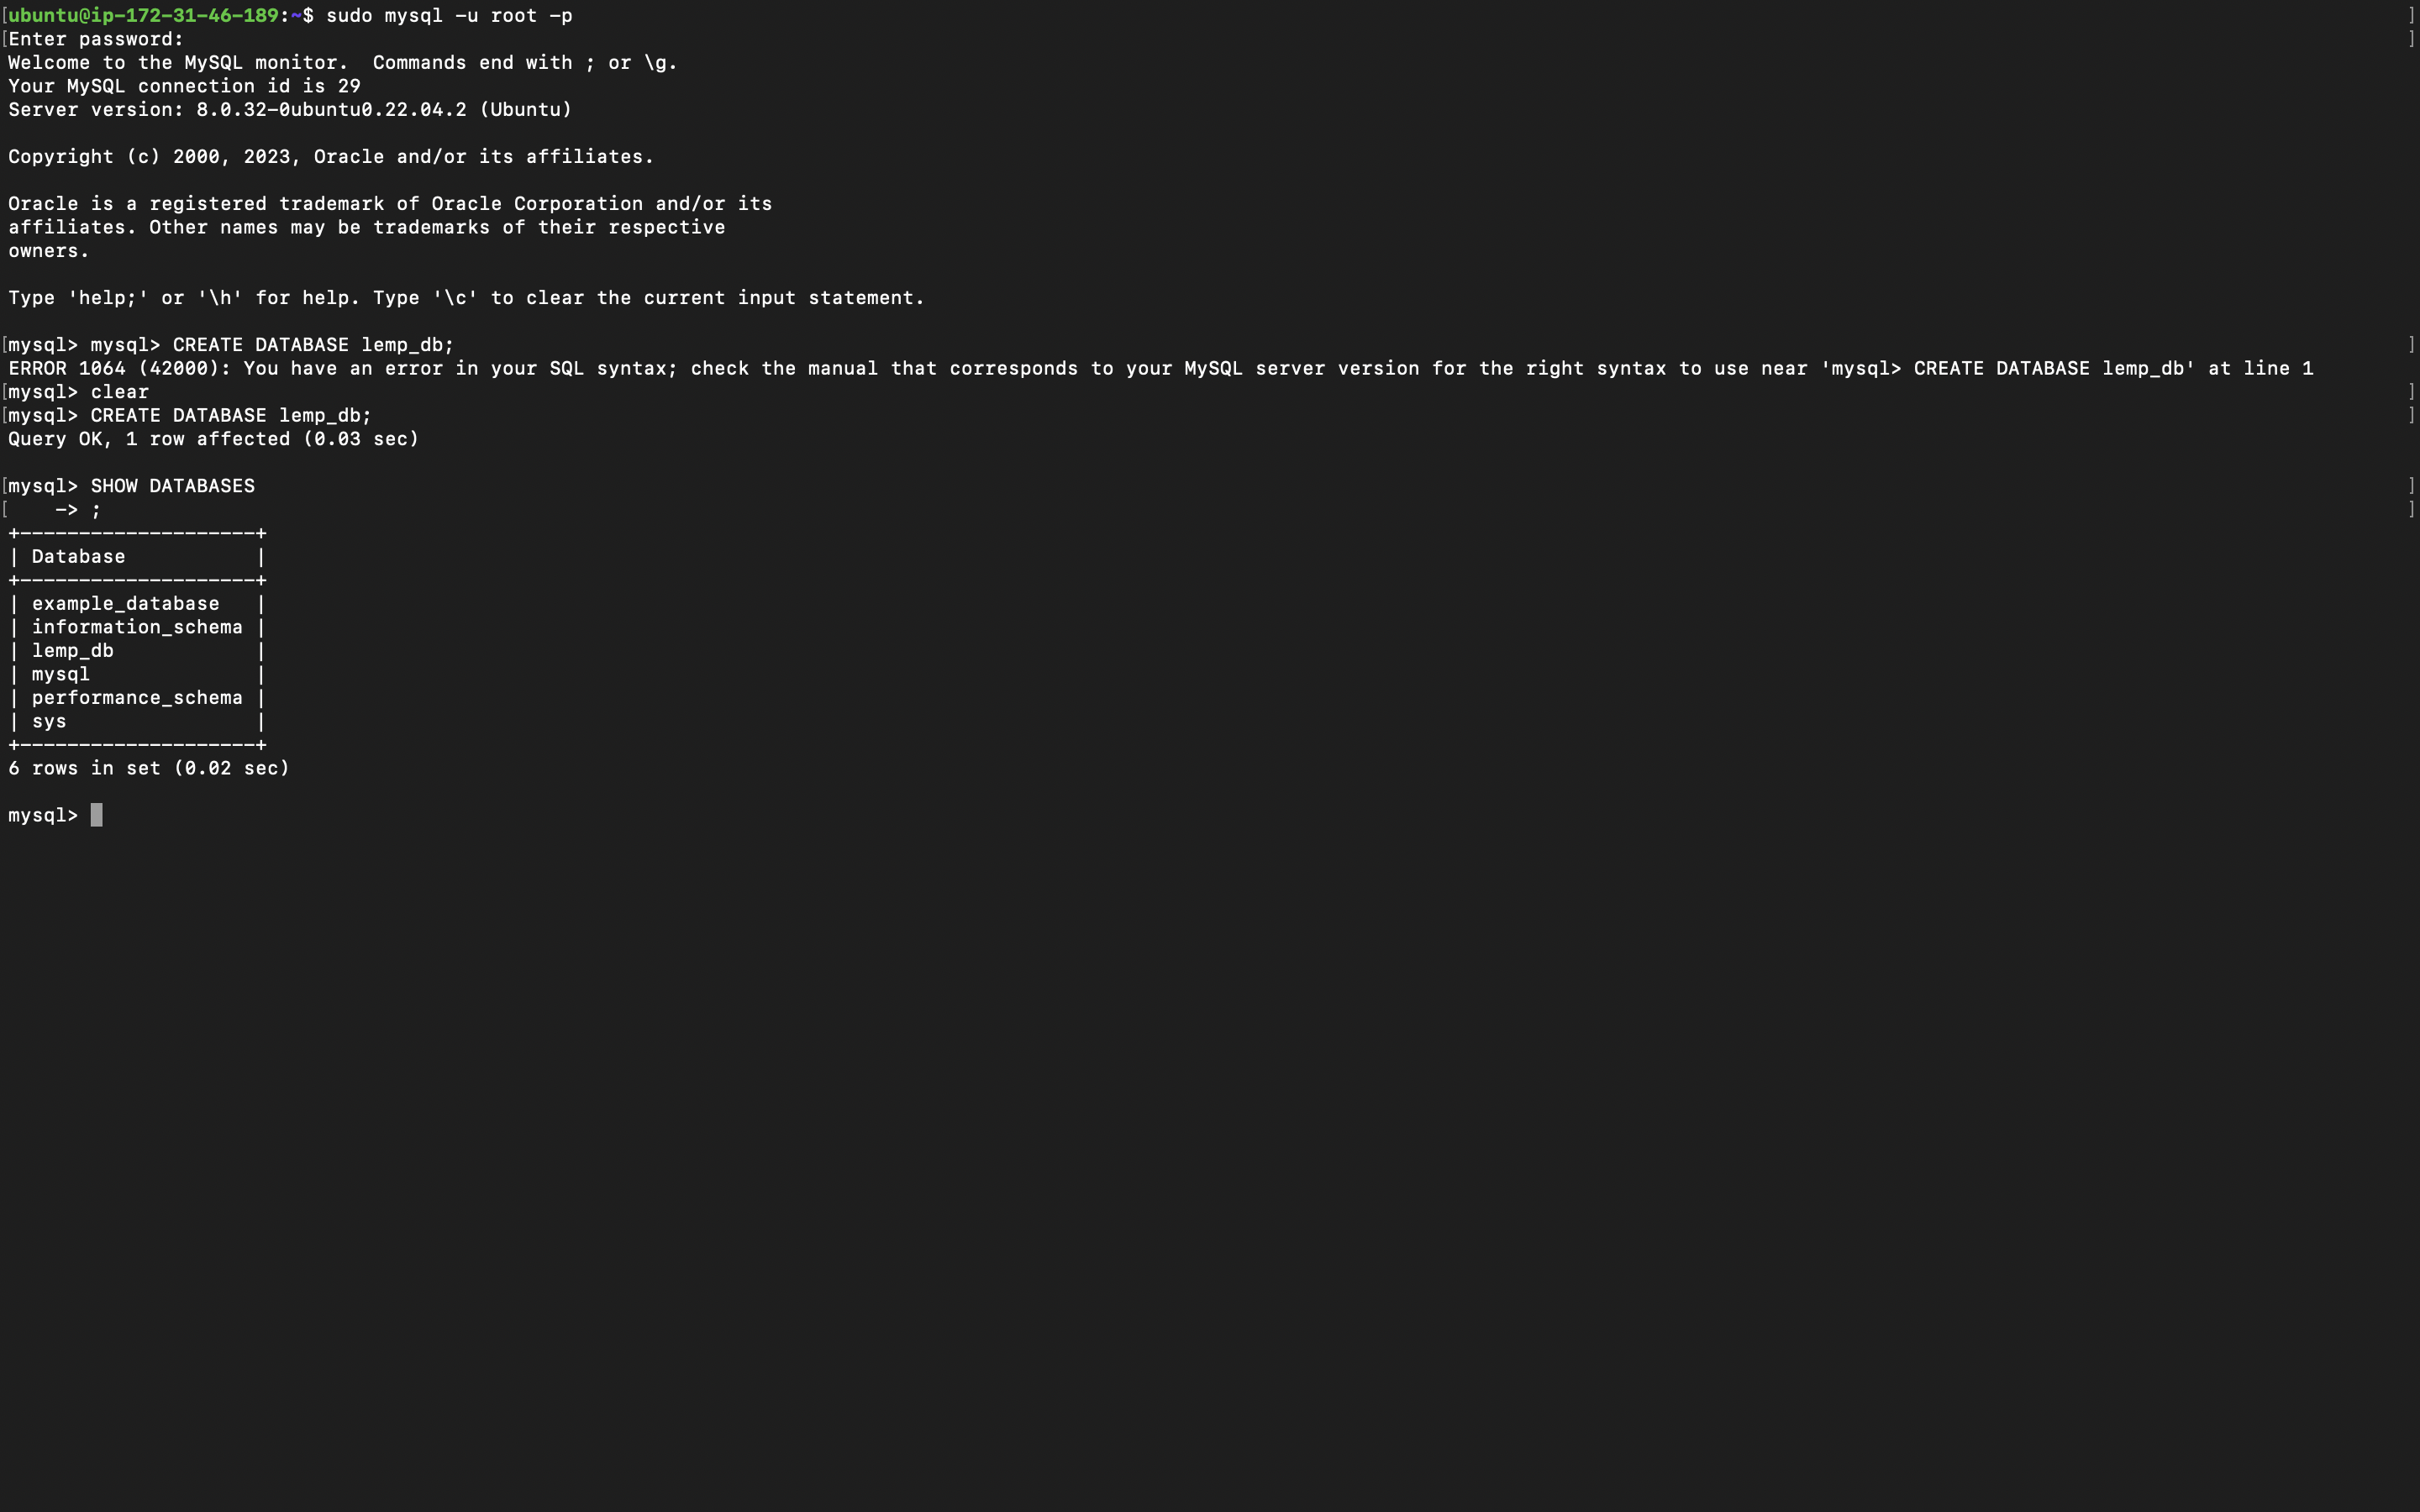 [ubuntu@ip-172-31-46-189:~$ sudo mysql -u root -p ]
[Enter password: ]
Welcome to the MySQL monitor.  Commands end with ; or \g.
Your MySQL connection id is 29
Server version: 8.0.32-0ubuntu0.22.04.2 (Ubuntu)
Copyright (c) 2000, 2023, Oracle and/or its affiliates.
Oracle is a registered trademark of Oracle Corporation and/or its
affiliates. Other names may be trademarks of their respective
owners.
Type 'help;' or '\h' for help. Type '\c' to clear the current input statement.
[mysql> mysql> CREATE DATABASE lemp_db; ]
ERROR 1064 (42000): You have an error in your SQL syntax; check the manual that corresponds to your MySQL server version for the right syntax to use near 'mysql> CREATE DATABASE lemp_db' at line 1
[mysql> clear ]
[mysql> CREATE DATABASE lemp_db; ]
Query OK, 1 row affected (0.03 sec)
[mysql> SHOW DATABASES ]
[    -> ; ]
+--------------------+
| Database           |
+--------------------+
| example_database   |
| information_schema |
| lemp_db            |
| mysql              |
| performance_schema |
| sys                |
+--------------------+
6 rows in set (0.02 sec)
mysql>